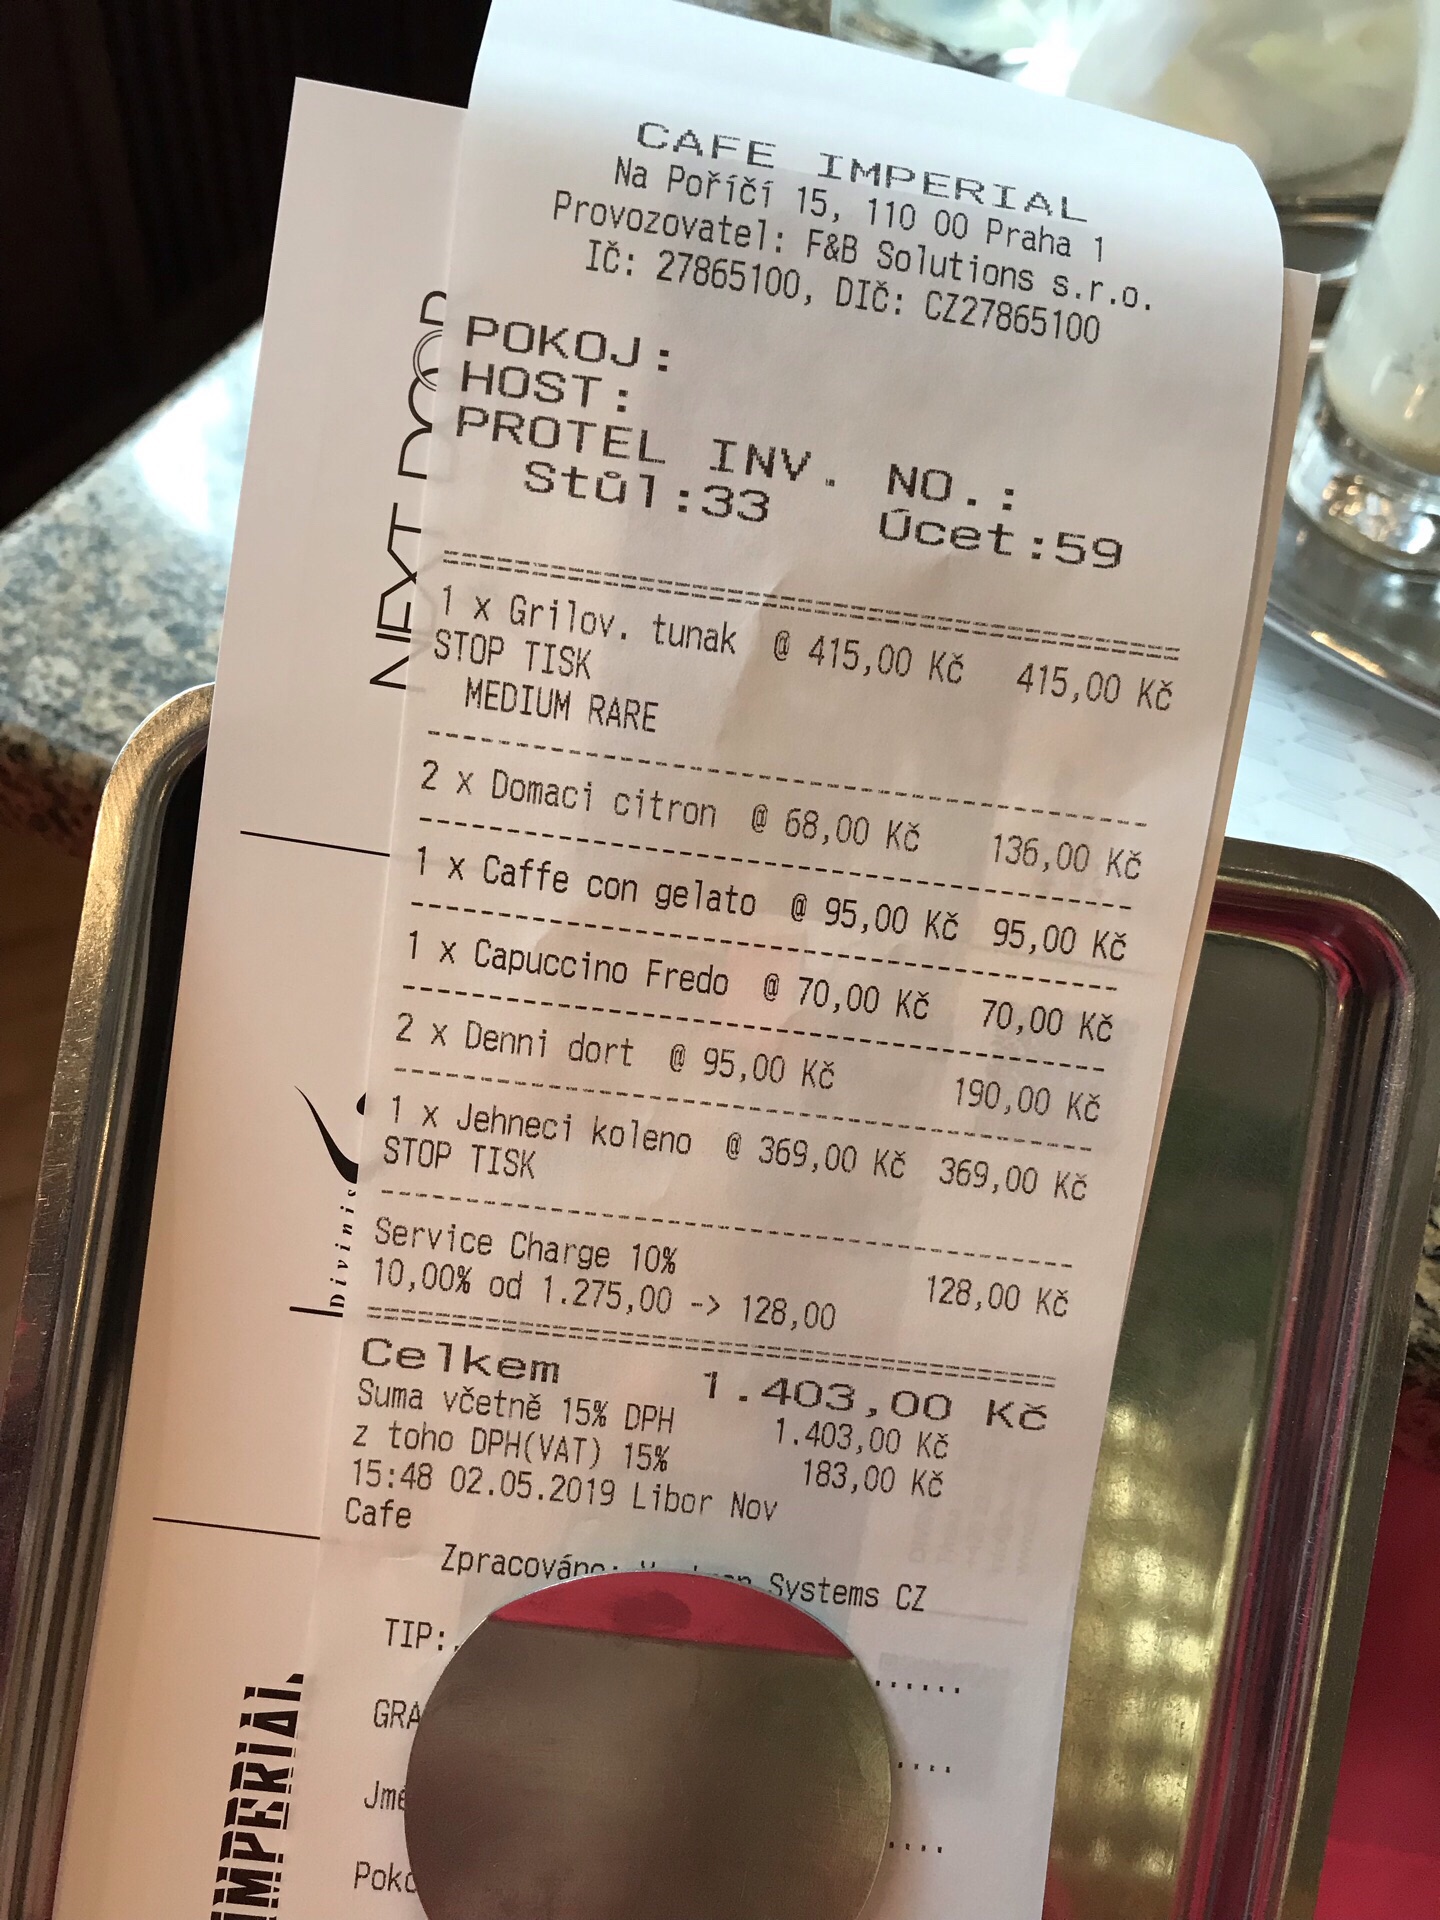 CAFE IMPERIAL
Na Poříčí 15, 110 00 Praha 1
Provozovatel: F&B Solutions s.r.o.
IČ: 27865100, DIČ: CZ27865100
POKOJ:
HOST:
PROTEL INV. NO.:
Stůl:33 Účet:59
1 x Grilov. tunak @ 415,00 Kč 415,00 Kč
STOP TISK
MEDIUM RARE
2 x Domaci citron @ 68,00 Kč 136,00 Kč
1 x Caffe con gelato @ 95,00 Kč 95,00 Kč
1 x Capuccino Fredo @ 70,00 Kč 70,00 Kč
2 x Denni dort @ 95,00 Kč 190,00 Kč
1 x Jehneci koleno @ 369,00 Kč 369,00 Kč
STOP TISK
Service Charge 10% 128,00 Kč
10,00% od 1.275,00 -> 128,00
Celkem 1.403,00 Kč
Suma včetně 15% DPH 1.403,00 Kč
z toho DPH(VAT) 15% 183,00 Kč
15:48 02.05.2019 Libor Nov
Cafe
Zpracováno: Systems CZ
TIP:
GRA
Jmé
Poko
NEXT DOOR
Divinis
IMPERIAL